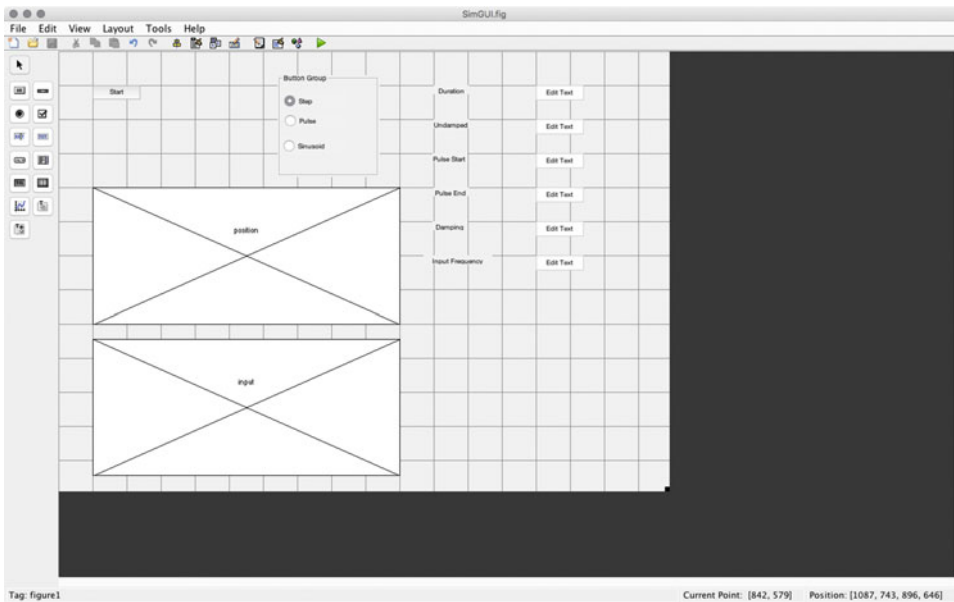 SimGUI.fig
File Edit View Layout Tools Help
Start
Button Group
Step
Pulse
Sinusoid
Duration Edit Text
Undamped Edit Text
Pulse Start Edit Text
Pulse End Edit Text
Damping Edit Text
Input Frequency Edit Text
position
input
Tag: figure1 Current Point: [842, 579] Position: [1087, 743, 896, 646]